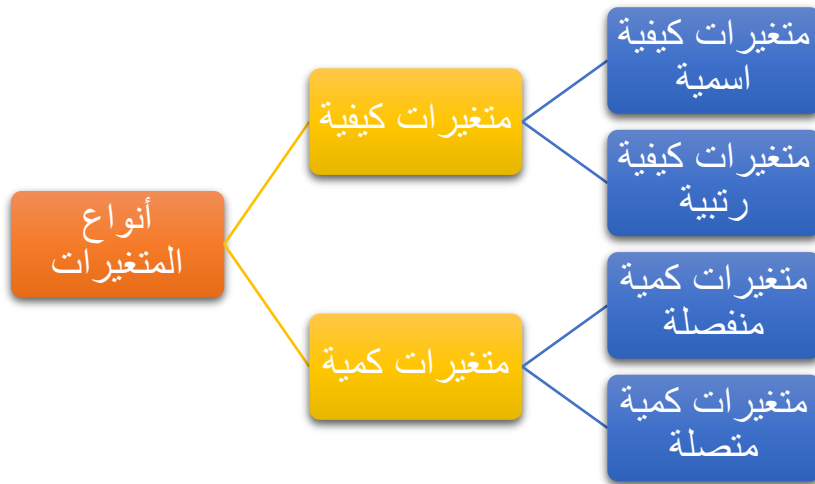 أنواع
المتغيرات
متغيرات كيفية
متغيرات كيفية
اسمية
متغيرات كيفية
رتبية
متغيرات كمية
متغيرات كمية
منفصلة
متغيرات كمية
متصلة